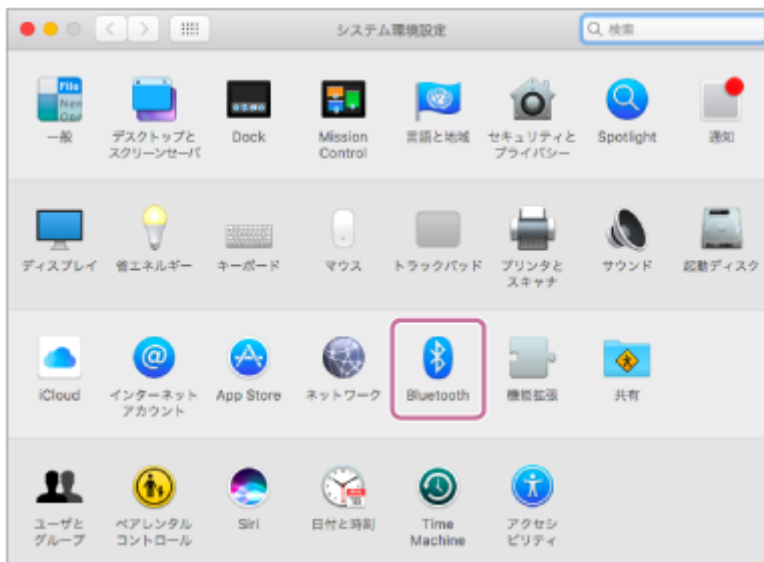 システム環境設定
検索
一般
デスクトップと
スクリーンセーバ
Dock
Mission
Control
言語と地域
セキュリティと
プライバシー
Spotlight
通知
ディスプレイ
省エネルギー
キーボード
マウス
トラックパッド
プリンタと
スキャナ
サウンド
起動ディスク
iCloud
インターネット
アカウント
App Store
ネットワーク
Bluetooth
機能拡張
共有
ユーザと
グループ
ペアレンタル
コントロール
Siri
日付と時刻
Time
Machine
アクセシ
ビリティ